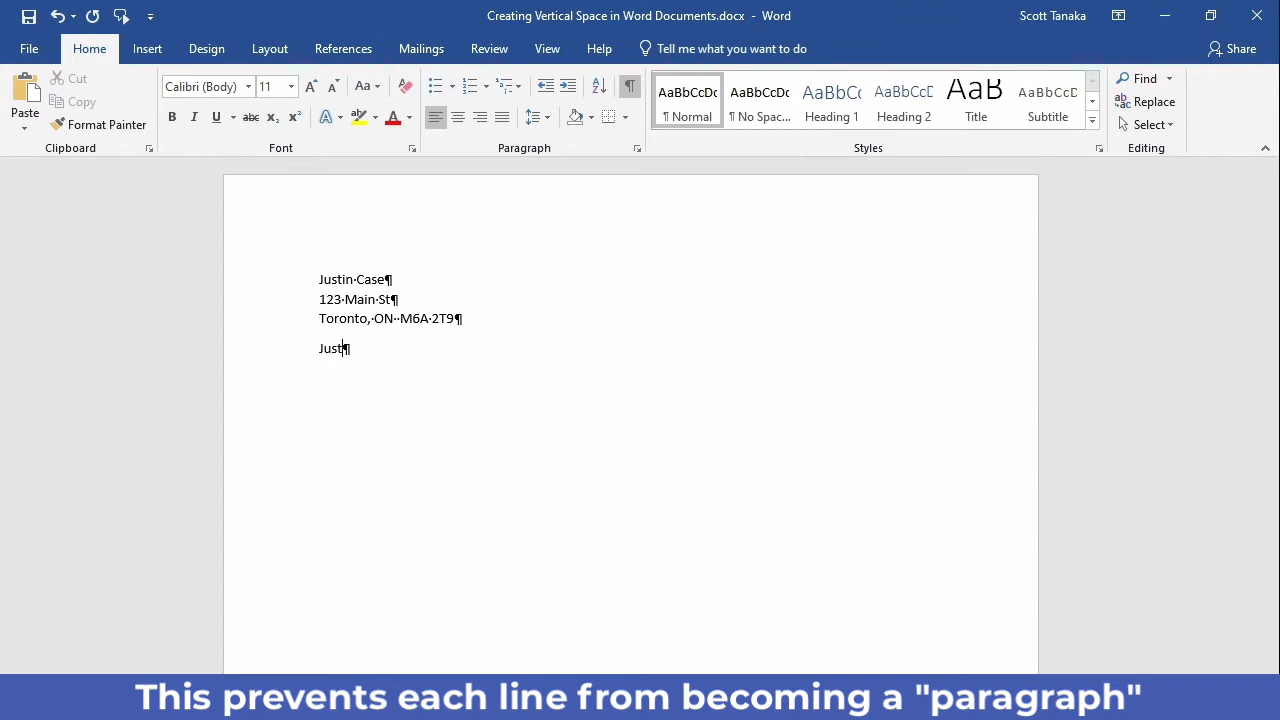 Creating Vertical Space in Word Documents.docx - Word
Scott Tanaka
File Home Insert Design Layout References Mailings Review View Help Tell me what you want to do Share
Paste
Cut
Copy
Format Painter
Clipboard
Calibri (Body) 11
Font
Paragraph
AaBbCcDc AaBbCcDc AaBbCc AaBbCcD AaB AaBbCcD
¶ Normal ¶ No Spac... Heading 1 Heading 2 Title Subtitle
Styles
Find
Replace
Select
Editing
Justin·Case¶
123·Main·St¶
Toronto,·ON··M6A·2T9¶
Just¶
This prevents each line from becoming a "paragraph"